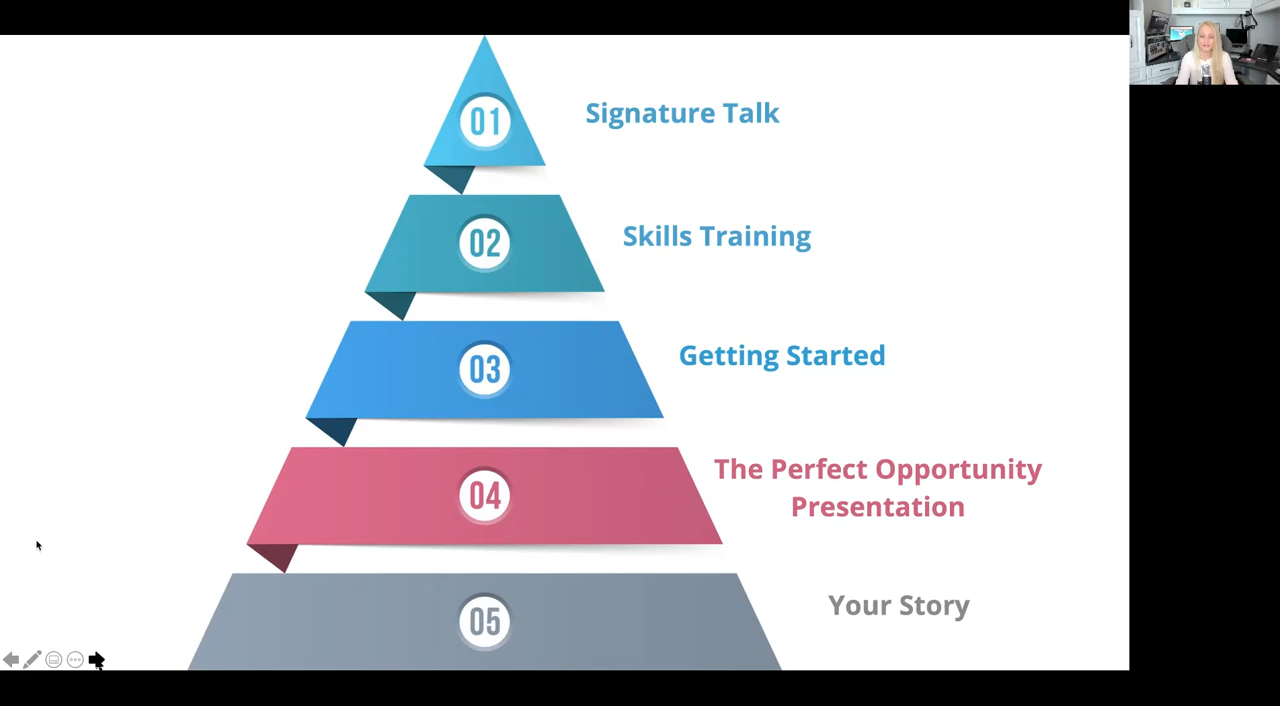 01
Signature Talk
02
Skills Training
03
Getting Started
04
The Perfect Opportunity
Presentation
05
Your Story